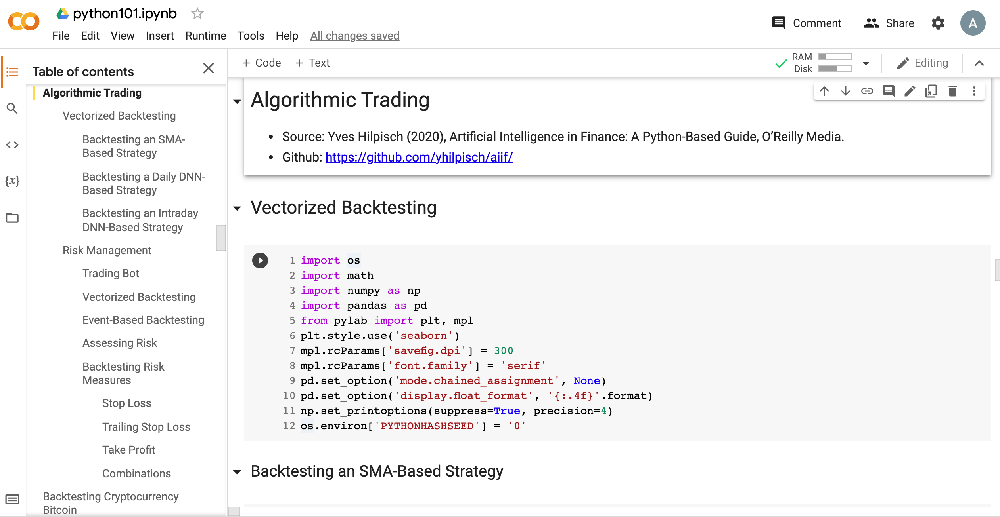 python101.ipynb
File Edit View Insert Runtime Tools Help All changes saved
Comment Share A
Table of contents
Algorithmic Trading
Vectorized Backtesting
Backtesting an SMA-
Based Strategy
Backtesting a Daily DNN-
Based Strategy
Backtesting an Intraday
DNN-Based Strategy
Risk Management
Trading Bot
Vectorized Backtesting
Event-Based Backtesting
Assessing Risk
Backtesting Risk
Measures
Stop Loss
Trailing Stop Loss
Take Profit
Combinations
Backtesting Cryptocurrency
Bitcoin
{x}
+ Code + Text
RAM
Disk
Editing
Algorithmic Trading
• Source: Yves Hilpisch (2020), Artificial Intelligence in Finance: A Python-Based Guide, O’Reilly Media.
• Github: https://github.com/yhilpisch/aiif/
Vectorized Backtesting
1 import os
2 import math
3 import numpy as np
4 import pandas as pd
5 from pylab import plt, mpl
6 plt.style.use('seaborn')
7 mpl.rcParams['savefig.dpi'] = 300
8 mpl.rcParams['font.family'] = 'serif'
9 pd.set_option('mode.chained_assignment', None)
10 pd.set_option('display.float_format', '{:.4f}'.format)
11 np.set_printoptions(suppress=True, precision=4)
12 os.environ['PYTHONHASHSEED'] = '0'
Backtesting an SMA-Based Strategy